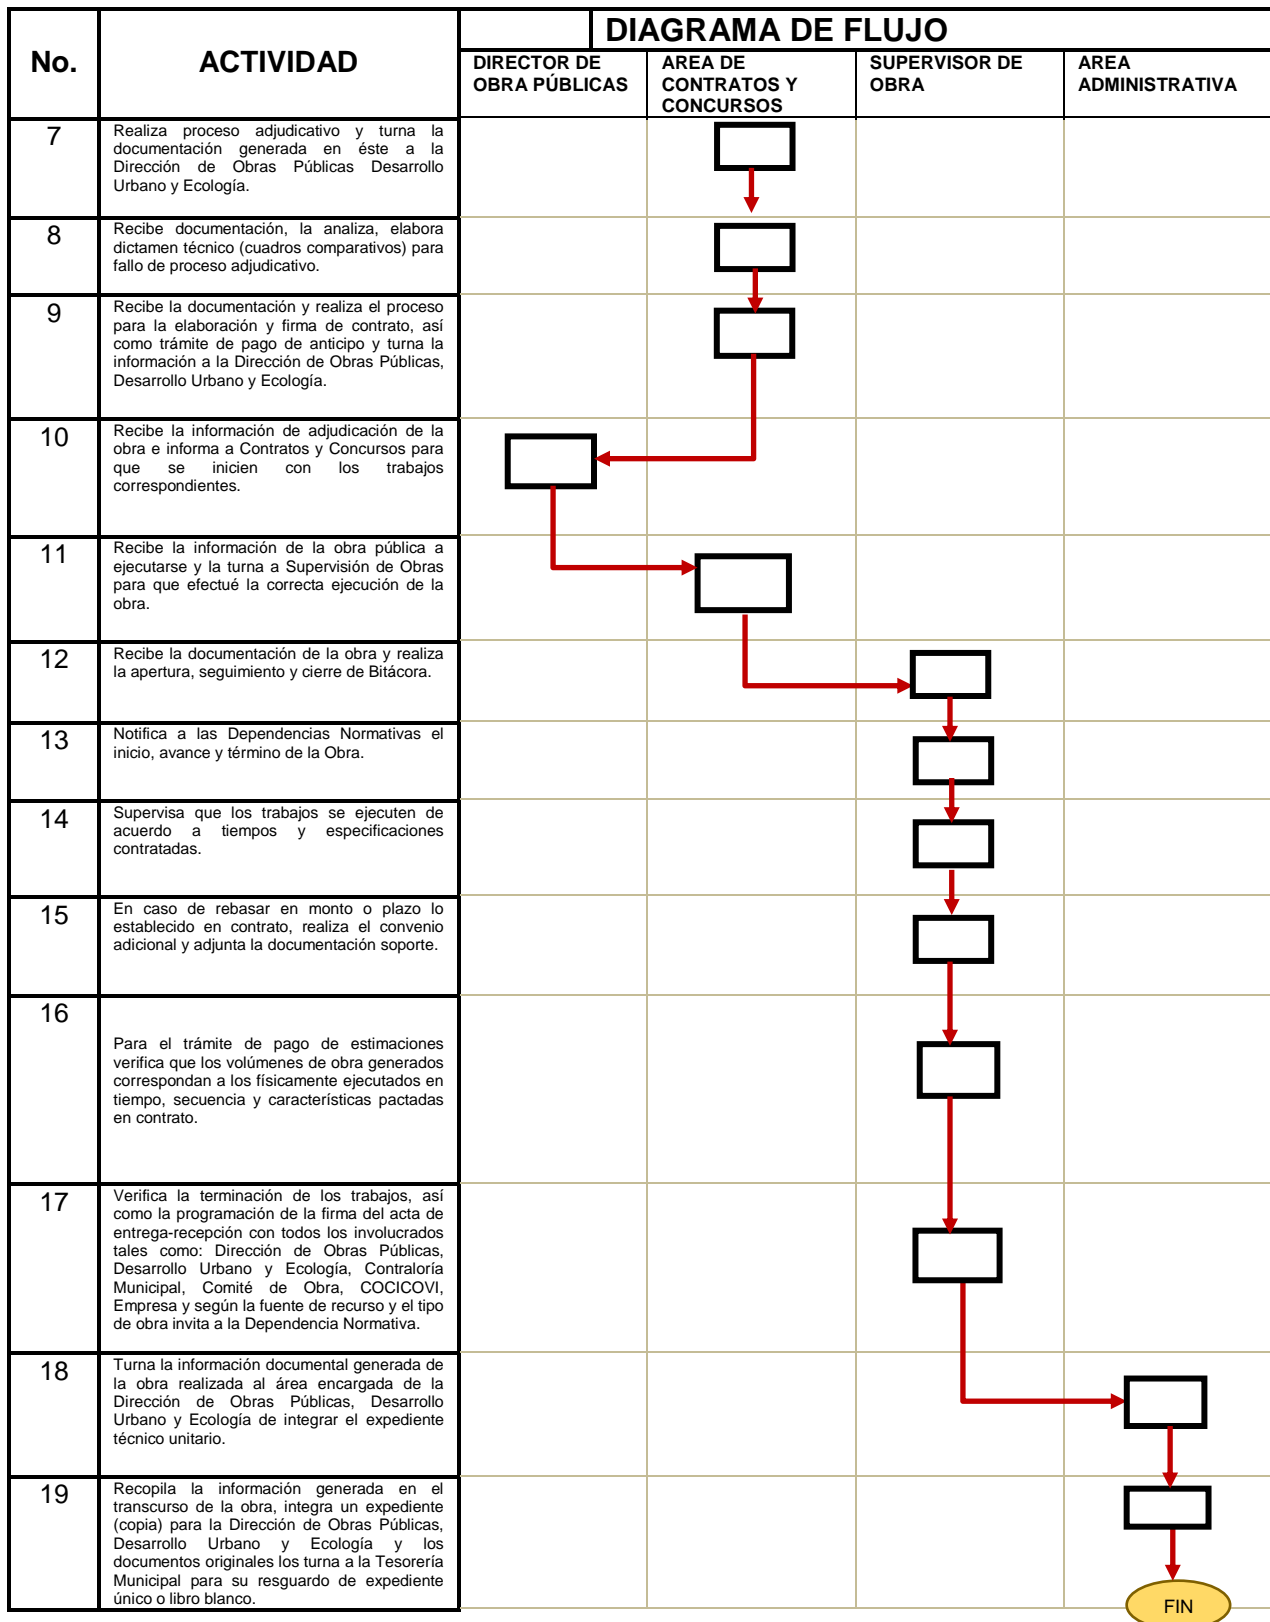 No.
ACTIVIDAD
DIAGRAMA DE FLUJO
DIRECTOR DE
OBRA PÚBLICAS
AREA DE
CONTRATOS Y
CONCURSOS
SUPERVISOR DE
OBRA
AREA
ADMINISTRATIVA
7
Realiza proceso adjudicativo y turna la
documentación generada en éste a la
Dirección de Obras Públicas Desarrollo
Urbano y Ecología.
8
Recibe documentación, la analiza, elabora
dictamen técnico (cuadros comparativos) para
fallo de proceso adjudicativo.
9
Recibe la documentación y realiza el proceso
para la elaboración y firma de contrato, así
como trámite de pago de anticipo y turna la
información a la Dirección de Obras Públicas,
Desarrollo Urbano y Ecología.
10
Recibe la información de adjudicación de la
obra e informa a Contratos y Concursos para
que se inicien con los trabajos
correspondientes.
11
Recibe la información de la obra pública a
ejecutarse y la turna a Supervisión de Obras
para que efectué la correcta ejecución de la
obra.
12
Recibe la documentación de la obra y realiza
la apertura, seguimiento y cierre de Bitácora.
13
Notifica a las Dependencias Normativas el
inicio, avance y término de la Obra.
14
Supervisa que los trabajos se ejecuten de
acuerdo a tiempos y especificaciones
contratadas.
15
En caso de rebasar en monto o plazo lo
establecido en contrato, realiza el convenio
adicional y adjunta la documentación soporte.
16
Para el trámite de pago de estimaciones
verifica que los volúmenes de obra generados
correspondan a los físicamente ejecutados en
tiempo, secuencia y características pactadas
en contrato.
17
Verifica la terminación de los trabajos, así
como la programación de la firma del acta de
entrega-recepción con todos los involucrados
tales como: Dirección de Obras Públicas,
Desarrollo Urbano y Ecología, Contraloría
Municipal, Comité de Obra, COCICOVI,
Empresa y según la fuente de recurso y el tipo
de obra invita a la Dependencia Normativa.
18
Turna la información documental generada de
la obra realizada al área encargada de la
Dirección de Obras Públicas, Desarrollo
Urbano y Ecología de integrar el expediente
técnico unitario.
19
Recopila la información generada en el
transcurso de la obra, integra un expediente
(copia) para la Dirección de Obras Públicas,
Desarrollo Urbano y Ecología y los
documentos originales los turna a la Tesorería
Municipal para su resguardo de expediente
único o libro blanco.
FIN